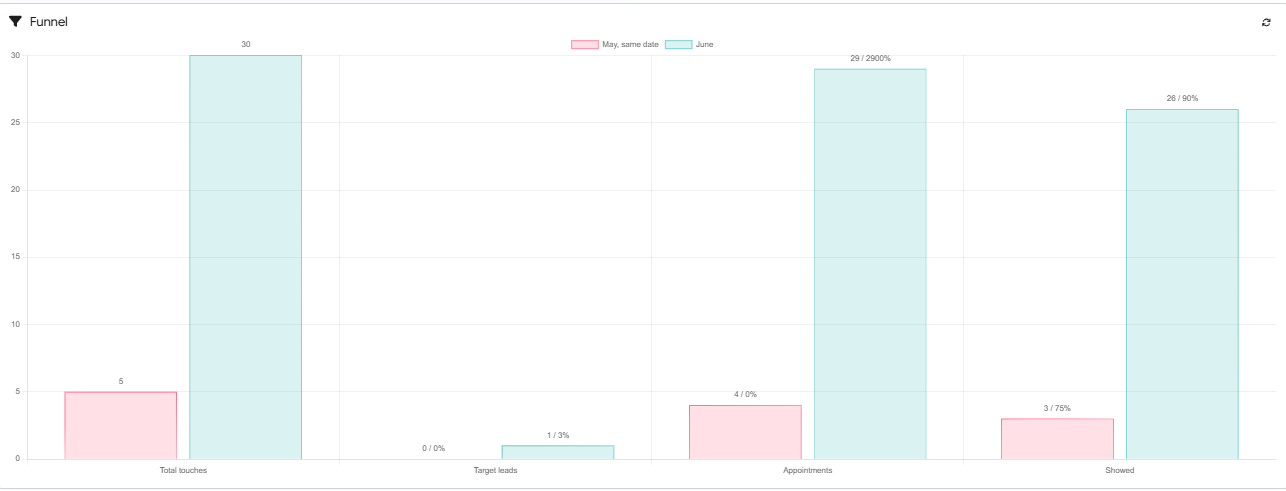 Funnel
May, same date June
30
30
29 / 2900%
26 / 90%
25
20
15
10
5
5
4 / 0%
3 / 75%
1 / 3%
0 / 0%
0
Total touches Target leads Appointments Showed